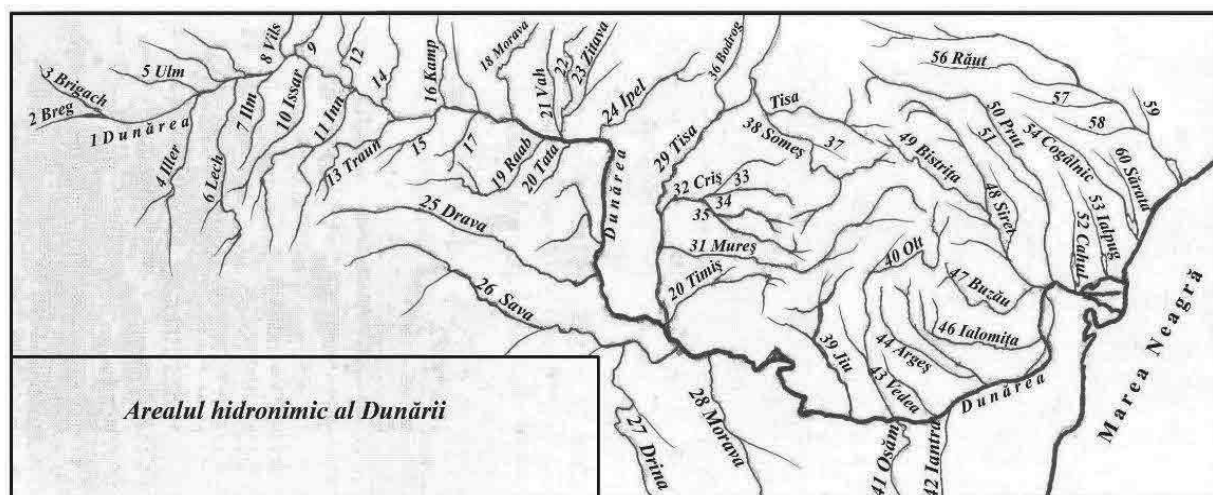 3 Brigach
2 Breg
1 Dunărea
5 Ulm
4 Iller
6 Lech
7 Ilm
8 Vils
9
10 Issar
11 Inn
12
13 Traun
14
15
16 Kamp
17
18 Morava
19 Raab
20 Tata
21 Vah
22
23 Zitava
24 Ipel
Dunărea
25 Drava
26 Sava
27 Drina
28 Morava
29 Tisa
36 Bodrog
Tisa
38 Someș
37
32 Criș
33
34
35
31 Mureș
20 Timiș
39 Jiu
40 Olt
41 Osăm
42 Iantra
43 Vedea
44 Argeș
46 Ialomița
47 Buzău
48 Siret
49 Bistrița
50 Prut
51
52 Cahul
53 Ialpug
54 Cogâlnic
56 Răut
57
58
59
60 Sărata
Dunărea
Marea Neagră
Arealul hidronimic al Dunării